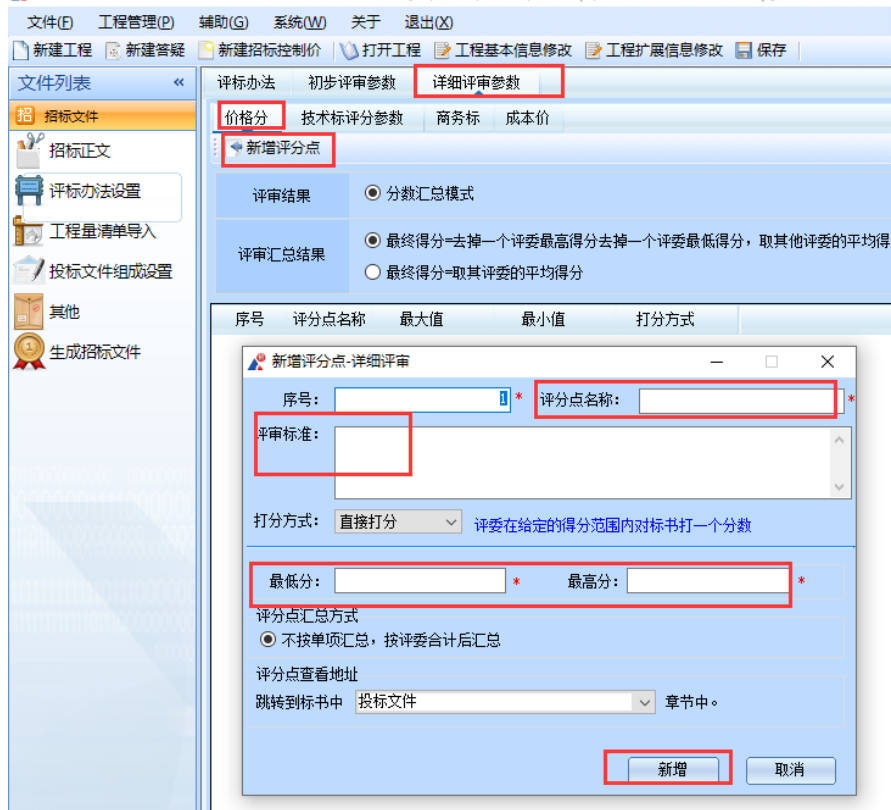 文件(F) 工程管理(P) 辅助(G) 系统(W) 关于 退出(X)
新建工程 新建答疑 新建招标控制价 打开工程 工程基本信息修改 工程扩展信息修改 保存
文件列表 «
招 招标文件
招标正文
评标办法设置
工程量清单导入
投标文件组成设置
其他
生成招标文件
评标办法 初步评审参数 详细评审参数
价格分 技术标评分参数 商务标 成本价
新增评分点
评审结果 分数汇总模式
评审汇总结果 最终得分=去掉一个评委最高得分去掉一个评委最低得分，取其他评委的平均得
最终得分=取其评委的平均得分
序号 评分点名称 最大值 最小值 打分方式
新增评分点-详细评审
序号： 1 * 评分点名称： *
评审标准：
打分方式： 直接打分 评委在给定的得分范围内对标书打一个分数
最低分： * 最高分： *
评分点汇总方式
不按单项汇总，按评委合计后汇总
评分点查看地址
跳转到标书中 投标文件 章节中。
新增 取消